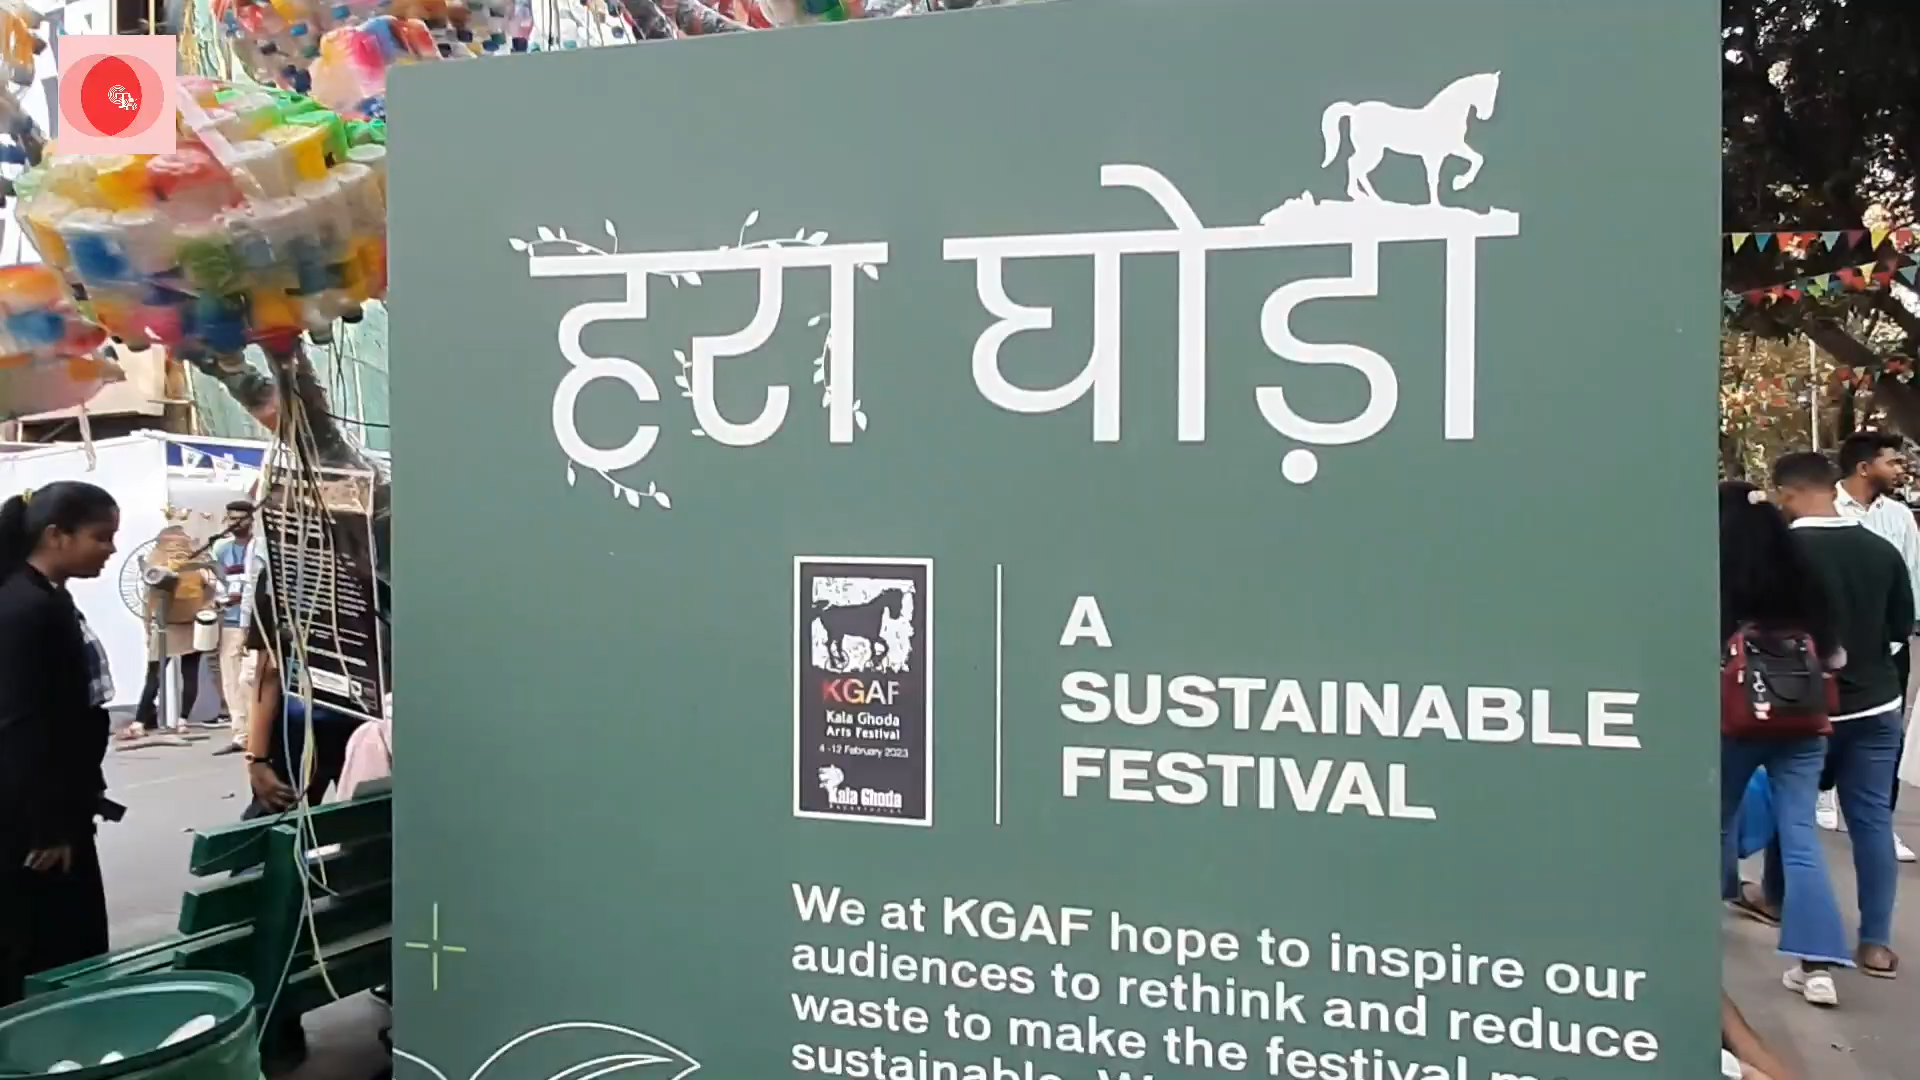 हरा घोड़ा
KGAF
Kala Ghoda
Arts Festival
4-12 February 2023
Kala Ghoda
A
SUSTAINABLE
FESTIVAL
We at KGAF hope to inspire our
audiences to rethink and reduce
waste to make the festival